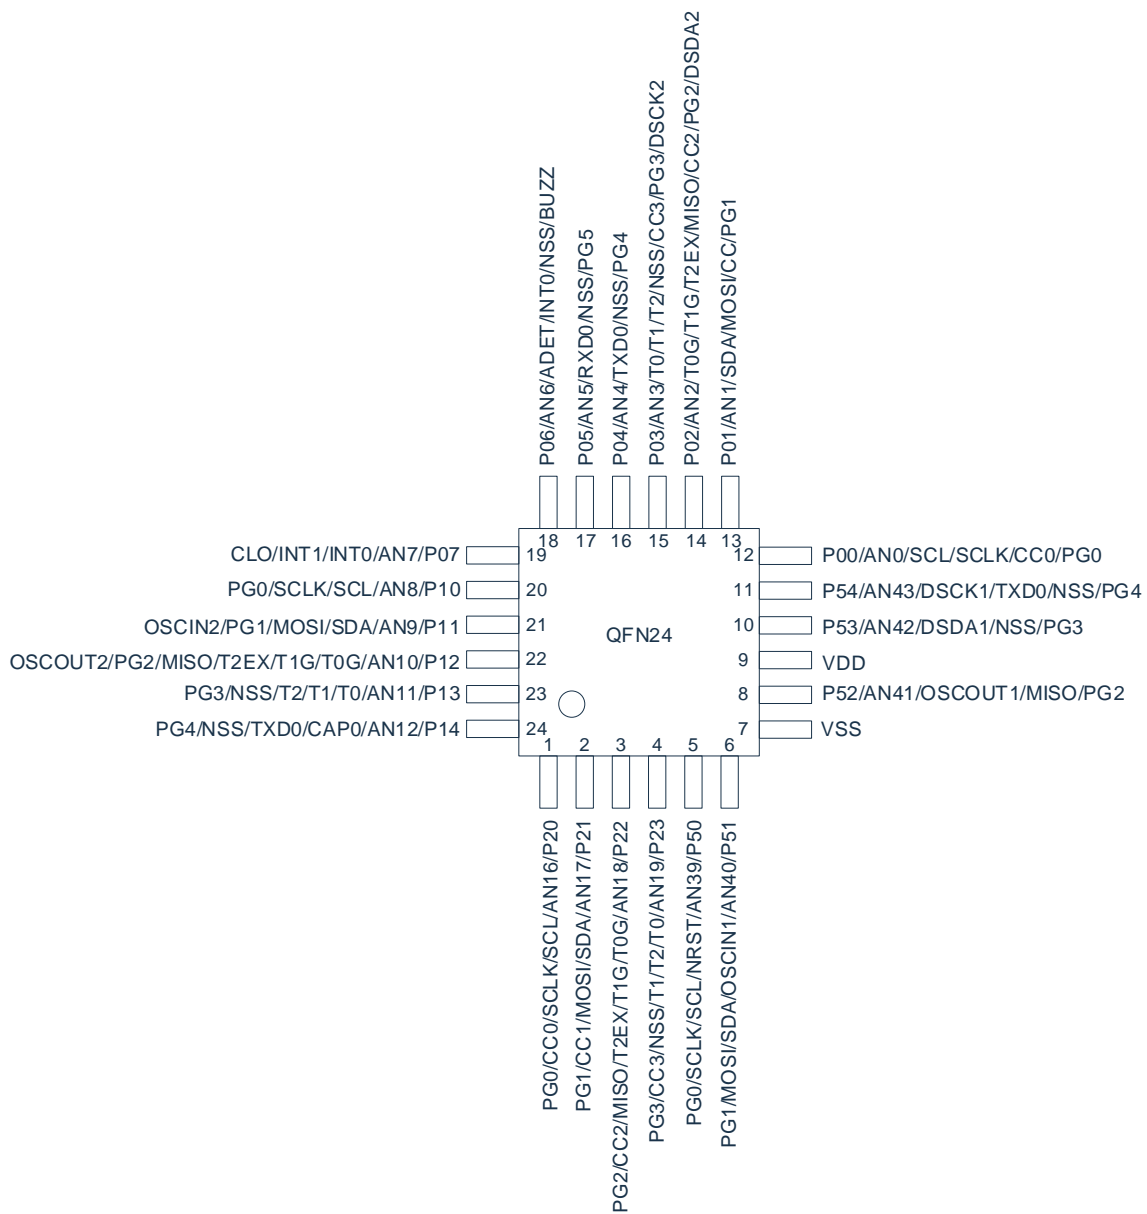 P06/AN6/ADET/INT0/NSS/BUZZ
P05/AN5/RXD0/NSS/PG5
P04/AN4/TXD0/NSS/PG4
P03/AN3/T0/T1/T2/NSS/CC3/PG3/DSCK2
P02/AN2/T0G/T1G/T2EX/MISO/CC2/PG2/DSDA2
P01/AN1/SDA/MOSI/CC/PG1
18
17
16
15
14
13
CLO/INT1/INT0/AN7/P07
19
PG0/SCLK/SCL/AN8/P10
20
OSCIN2/PG1/MOSI/SDA/AN9/P11
21
OSCOUT2/PG2/MISO/T2EX/T1G/T0G/AN10/P12
22
PG3/NSS/T2/T1/T0/AN11/P13
23
PG4/NSS/TXD0/CAP0/AN12/P14
24
QFN24
12
P00/AN0/SCL/SCLK/CC0/PG0
11
P54/AN43/DSCK1/TXD0/NSS/PG4
10
P53/AN42/DSDA1/NSS/PG3
9
VDD
8
P52/AN41/OSCOUT1/MISO/PG2
7
VSS
1
2
3
4
5
6
PG0/CC0/SCLK/SCL/AN16/P20
PG1/CC1/MOSI/SDA/AN17/P21
PG2/CC2/MISO/T2EX/T1G/T0G/AN18/P22
PG3/CC3/NSS/T1/T2/T0/AN19/P23
PG0/SCLK/SCL/NRST/AN39/P50
PG1/MOSI/SDA/OSCIN1/AN40/P51